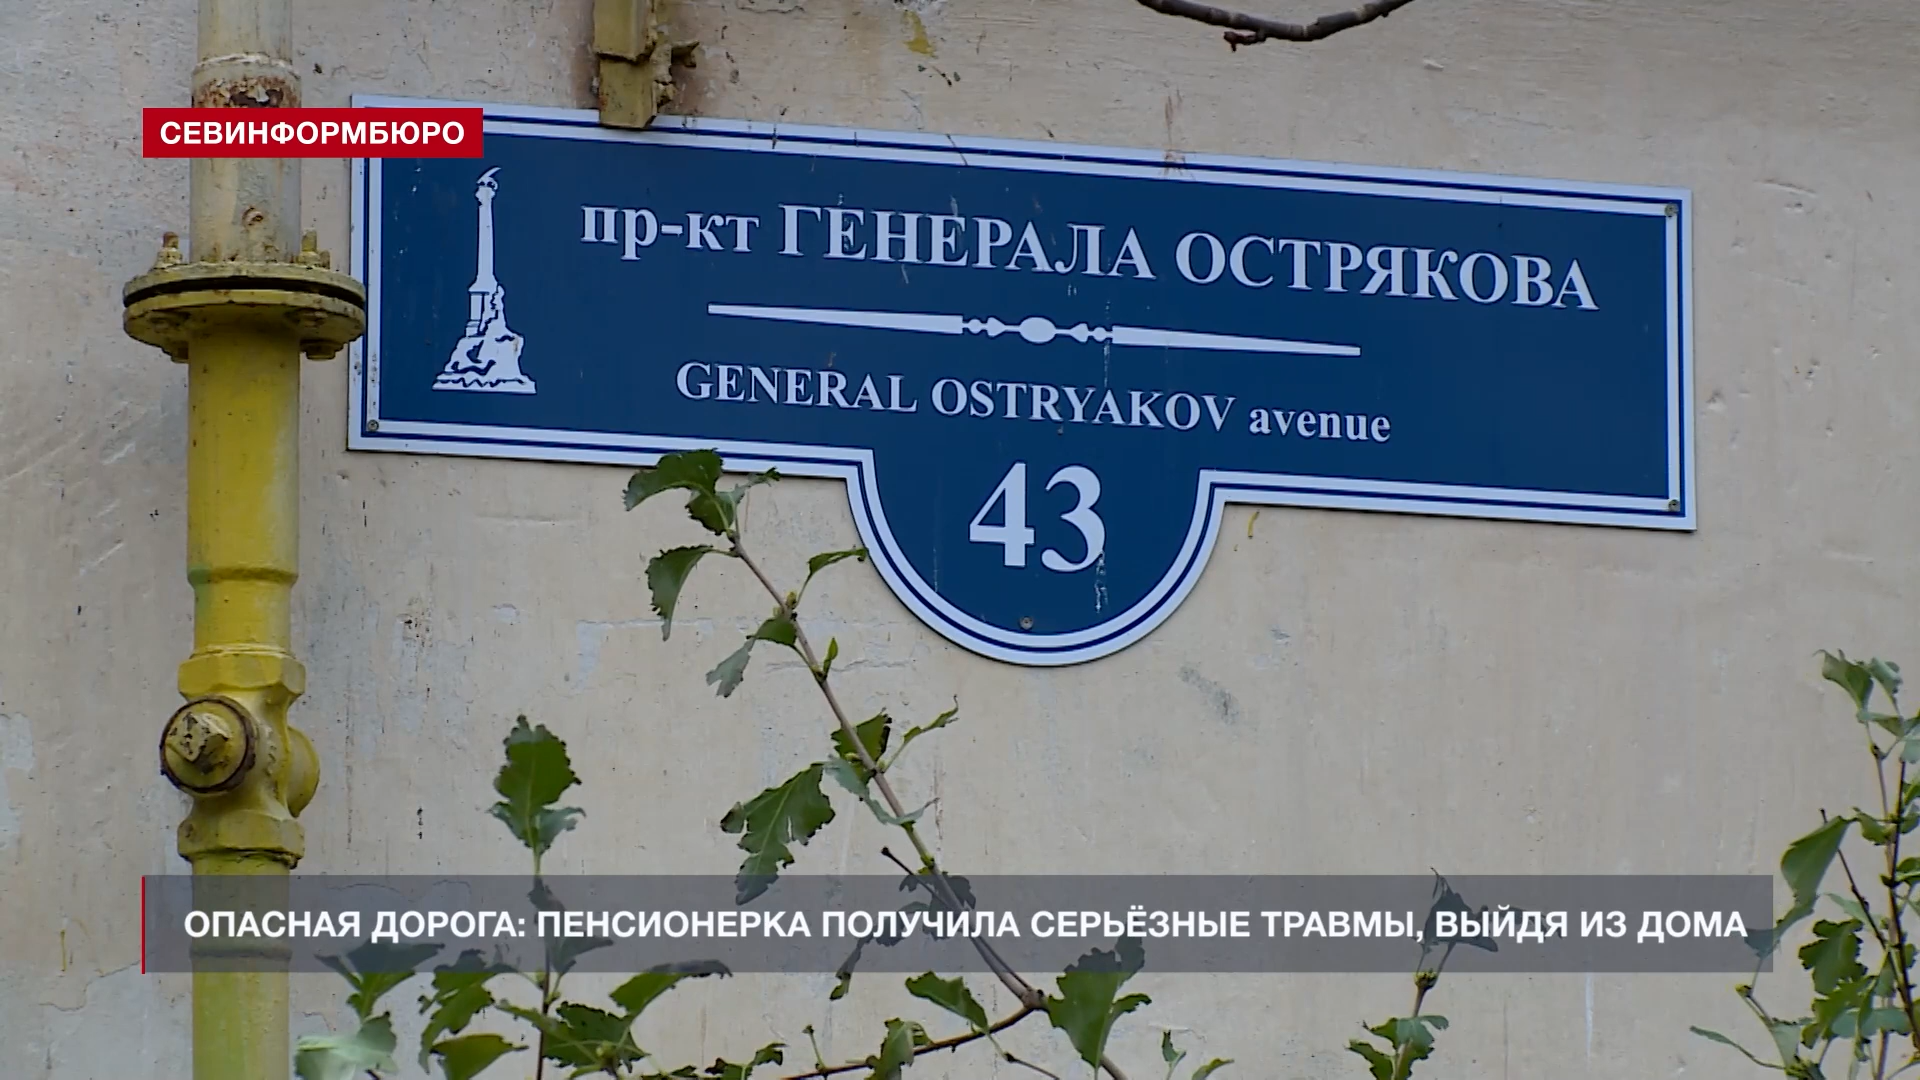 СЕВИНФОРМБЮРО
пр-кт ГЕНЕРАЛА ОСТРЯКОВА
GENERAL OSTRYAKOV avenue
43
ОПАСНАЯ ДОРОГА: ПЕНСИОНЕРКА ПОЛУЧИЛА СЕРЬЁЗНЫЕ ТРАВМЫ, ВЫЙДЯ ИЗ ДОМА